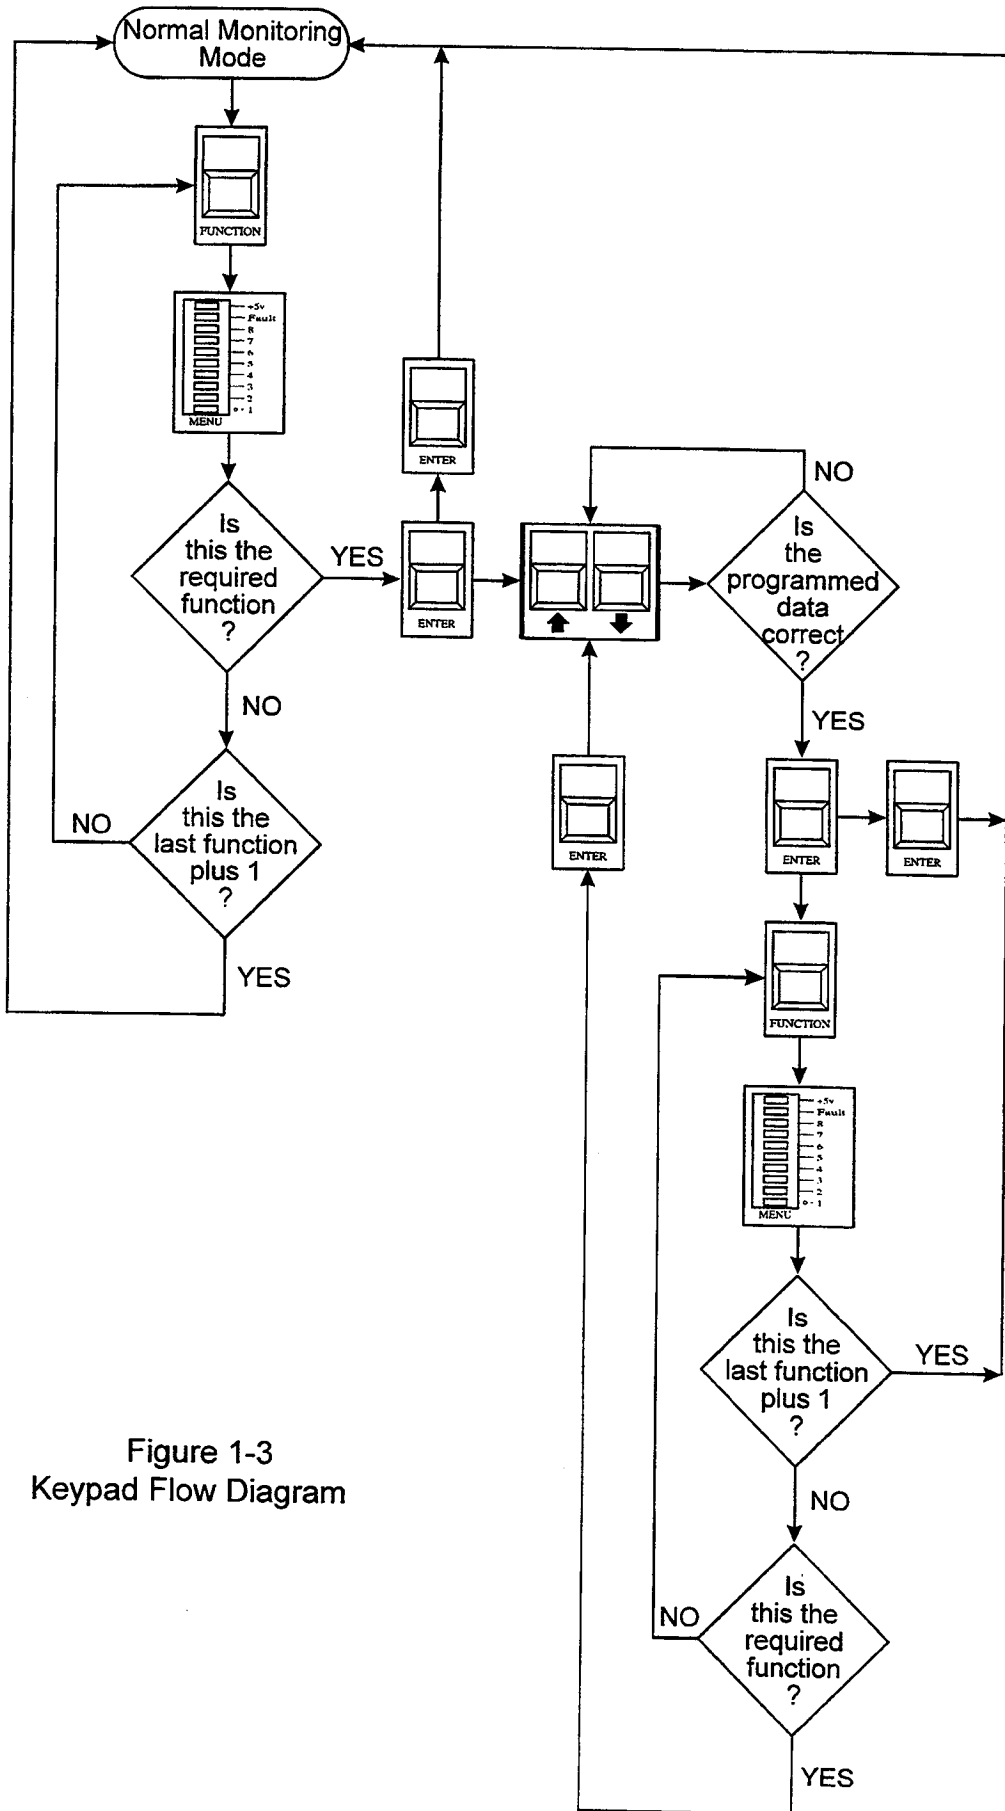 Normal Monitoring
Mode
FUNCTION
+5v
Fault
8
7
6
5
4
3
2
1
MENU
Is
this the
required
function
?
YES
NO
Is
this the
last function
plus 1
?
NO
YES
ENTER
ENTER
NO
Is
the
programmed
data
correct
?
YES
ENTER
ENTER
ENTER
FUNCTION
+5v
Fault
8
7
6
5
4
3
2
1
MENU
Is
this the
last function
plus 1
?
YES
NO
Is
this the
required
function
?
NO
YES
Figure 1-3
Keypad Flow Diagram